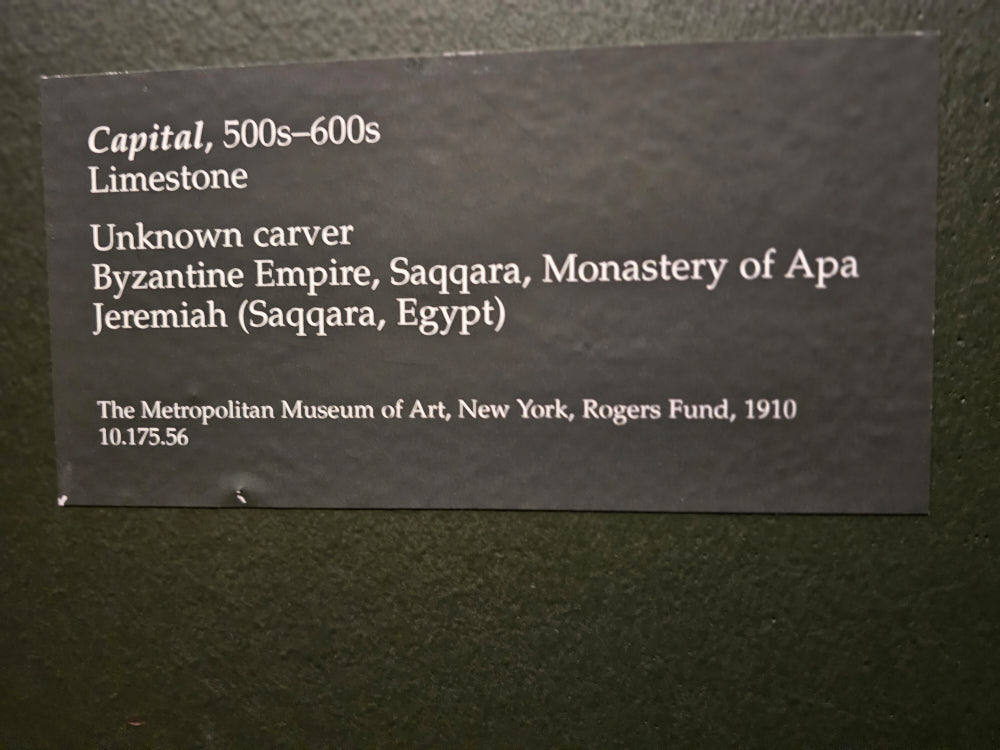 Capital, 500s–600s
Limestone
Unknown carver
Byzantine Empire, Saqqara, Monastery of Apa
Jeremiah (Saqqara, Egypt)
The Metropolitan Museum of Art, New York, Rogers Fund, 1910
10.175.56